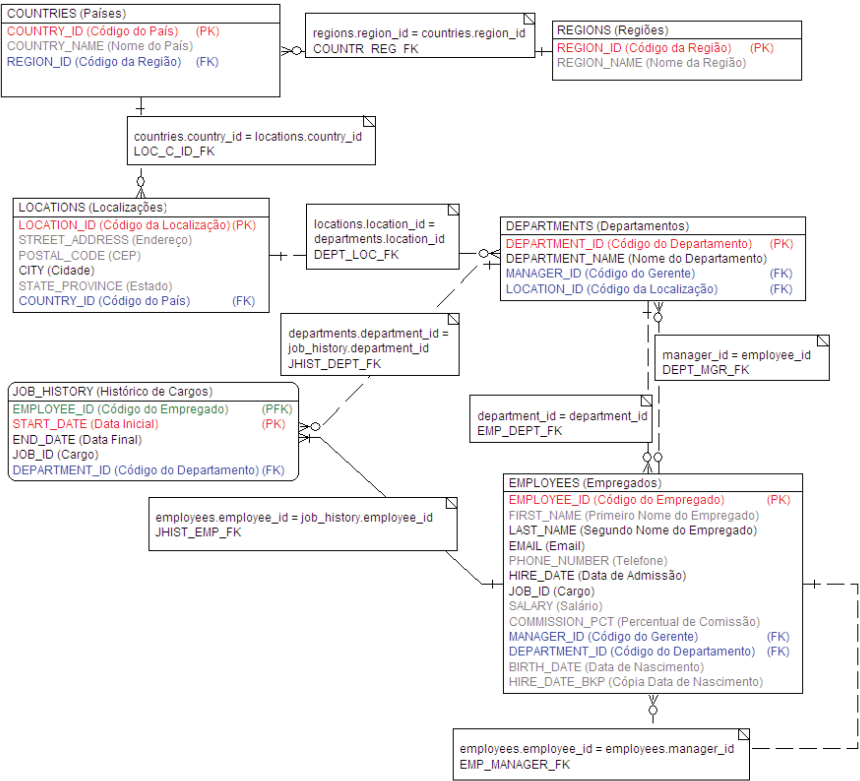 COUNTRIES (Países)
COUNTRY_ID (Código do País) (PK)
COUNTRY_NAME (Nome do País)
REGION_ID (Código da Região) (FK)
regions.region_id = countries.region_id
COUNTR_REG_FK
REGIONS (Regiões)
REGION_ID (Código da Região) (PK)
REGION_NAME (Nome da Região)
countries.country_id = locations.country_id
LOC_C_ID_FK
LOCATIONS (Localizações)
LOCATION_ID (Código da Localização) (PK)
STREET_ADDRESS (Endereço)
POSTAL_CODE (CEP)
CITY (Cidade)
STATE_PROVINCE (Estado)
COUNTRY_ID (Código do País) (FK)
locations.location_id =
departments.location_id
DEPT_LOC_FK
DEPARTMENTS (Departamentos)
DEPARTMENT_ID (Código do Departamento) (PK)
DEPARTMENT_NAME (Nome do Departamento)
MANAGER_ID (Código do Gerente) (FK)
LOCATION_ID (Código da Localização) (FK)
departments.department_id =
job_history.department_id
JHIST_DEPT_FK
manager_id = employee_id
DEPT_MGR_FK
JOB_HISTORY (Histórico de Cargos)
EMPLOYEE_ID (Código do Empregado) (PFK)
START_DATE (Data Inicial) (PK)
END_DATE (Data Final)
JOB_ID (Cargo)
DEPARTMENT_ID (Código do Departamento) (FK)
department_id = department_id
EMP_DEPT_FK
employees.employee_id = job_history.employee_id
JHIST_EMP_FK
EMPLOYEES (Empregados)
EMPLOYEE_ID (Código do Empregado) (PK)
FIRST_NAME (Primeiro Nome do Empregado)
LAST_NAME (Segundo Nome do Empregado)
EMAIL (Email)
PHONE_NUMBER (Telefone)
HIRE_DATE (Data de Admissão)
JOB_ID (Cargo)
SALARY (Salário)
COMMISSION_PCT (Percentual de Comissão)
MANAGER_ID (Código do Gerente) (FK)
DEPARTMENT_ID (Código do Departamento) (FK)
BIRTH_DATE (Data de Nascimento)
HIRE_DATE_BKP (Cópia Data de Nascimento)
employees.employee_id = employees.manager_id
EMP_MANAGER_FK